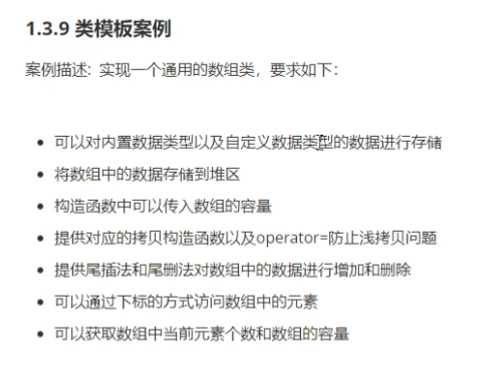 1.3.9 类模板案例
案例描述: 实现一个通用的数组类，要求如下：
• 可以对内置数据类型以及自定义数据类型的数据进行存储
• 将数组中的数据存储到堆区
• 构造函数中可以传入数组的容量
• 提供对应的拷贝构造函数以及operator=防止浅拷贝问题
• 提供尾插法和尾删法对数组中的数据进行增加和删除
• 可以通过下标的方式访问数组中的元素
• 可以获取数组中当前元素个数和数组的容量